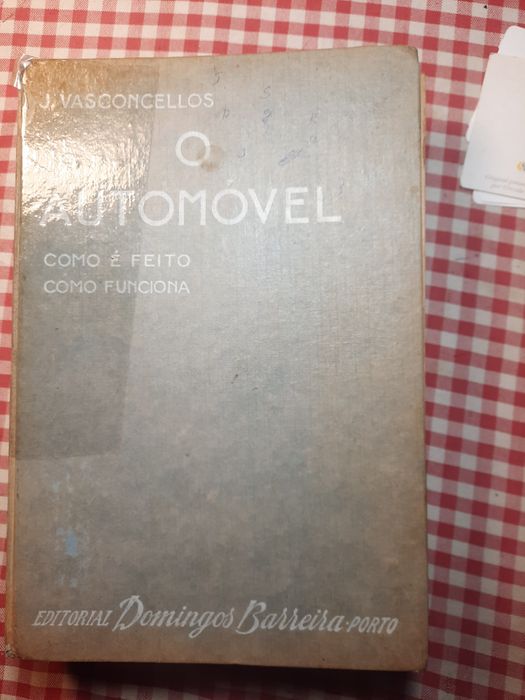 J. VASCONCELLOS
O
AUTOMÓVEL
COMO É FEITO
COMO FUNCIONA
EDITORIAL Domingos Barreira · PORTO